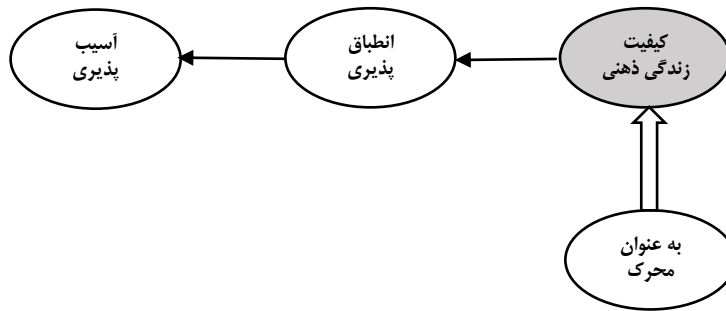 کیفیت
زندگی ذهنی
انطباق
پذیری
آسیب
پذیری
به عنوان
محرک